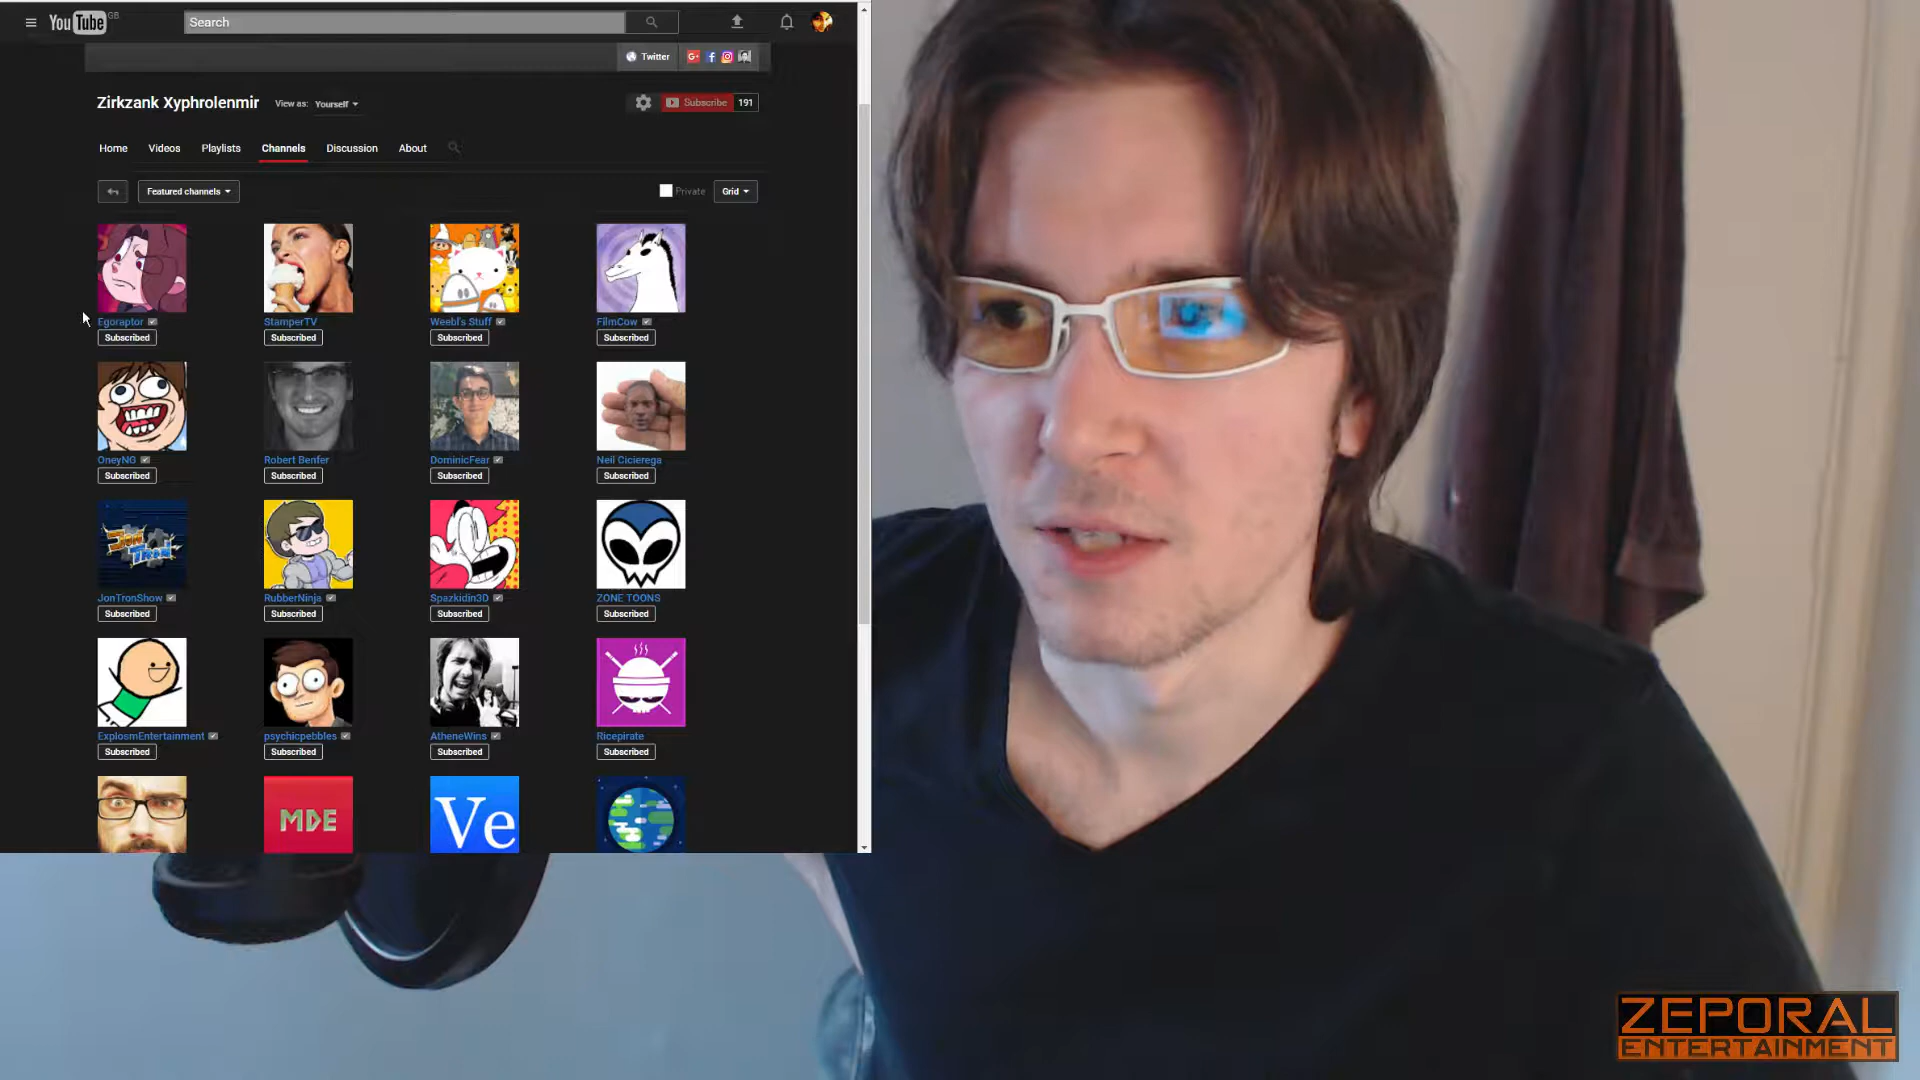 YouTube GB
Search
Twitter
Zirkzank Xyphrolenmir View as: Yourself
Subscribe 191
Home Videos Playlists Channels Discussion About
Featured channels
Private Grid
Egoraptor StamperTV Weebl's Stuff FilmCow
Subscribed Subscribed Subscribed Subscribed
OneyNG Robert Benfer DominicFear Neil Cicierega
Subscribed Subscribed Subscribed Subscribed
JON TRON
JonTronShow RubberNinja Spazkidin3D ZONE TOONS
Subscribed Subscribed Subscribed Subscribed
ExplosmEntertainment psychicpebbles AtheneWins Ricepirate
Subscribed Subscribed Subscribed Subscribed
MDE Ve
ZEPORAL
ENTERTAINMENT